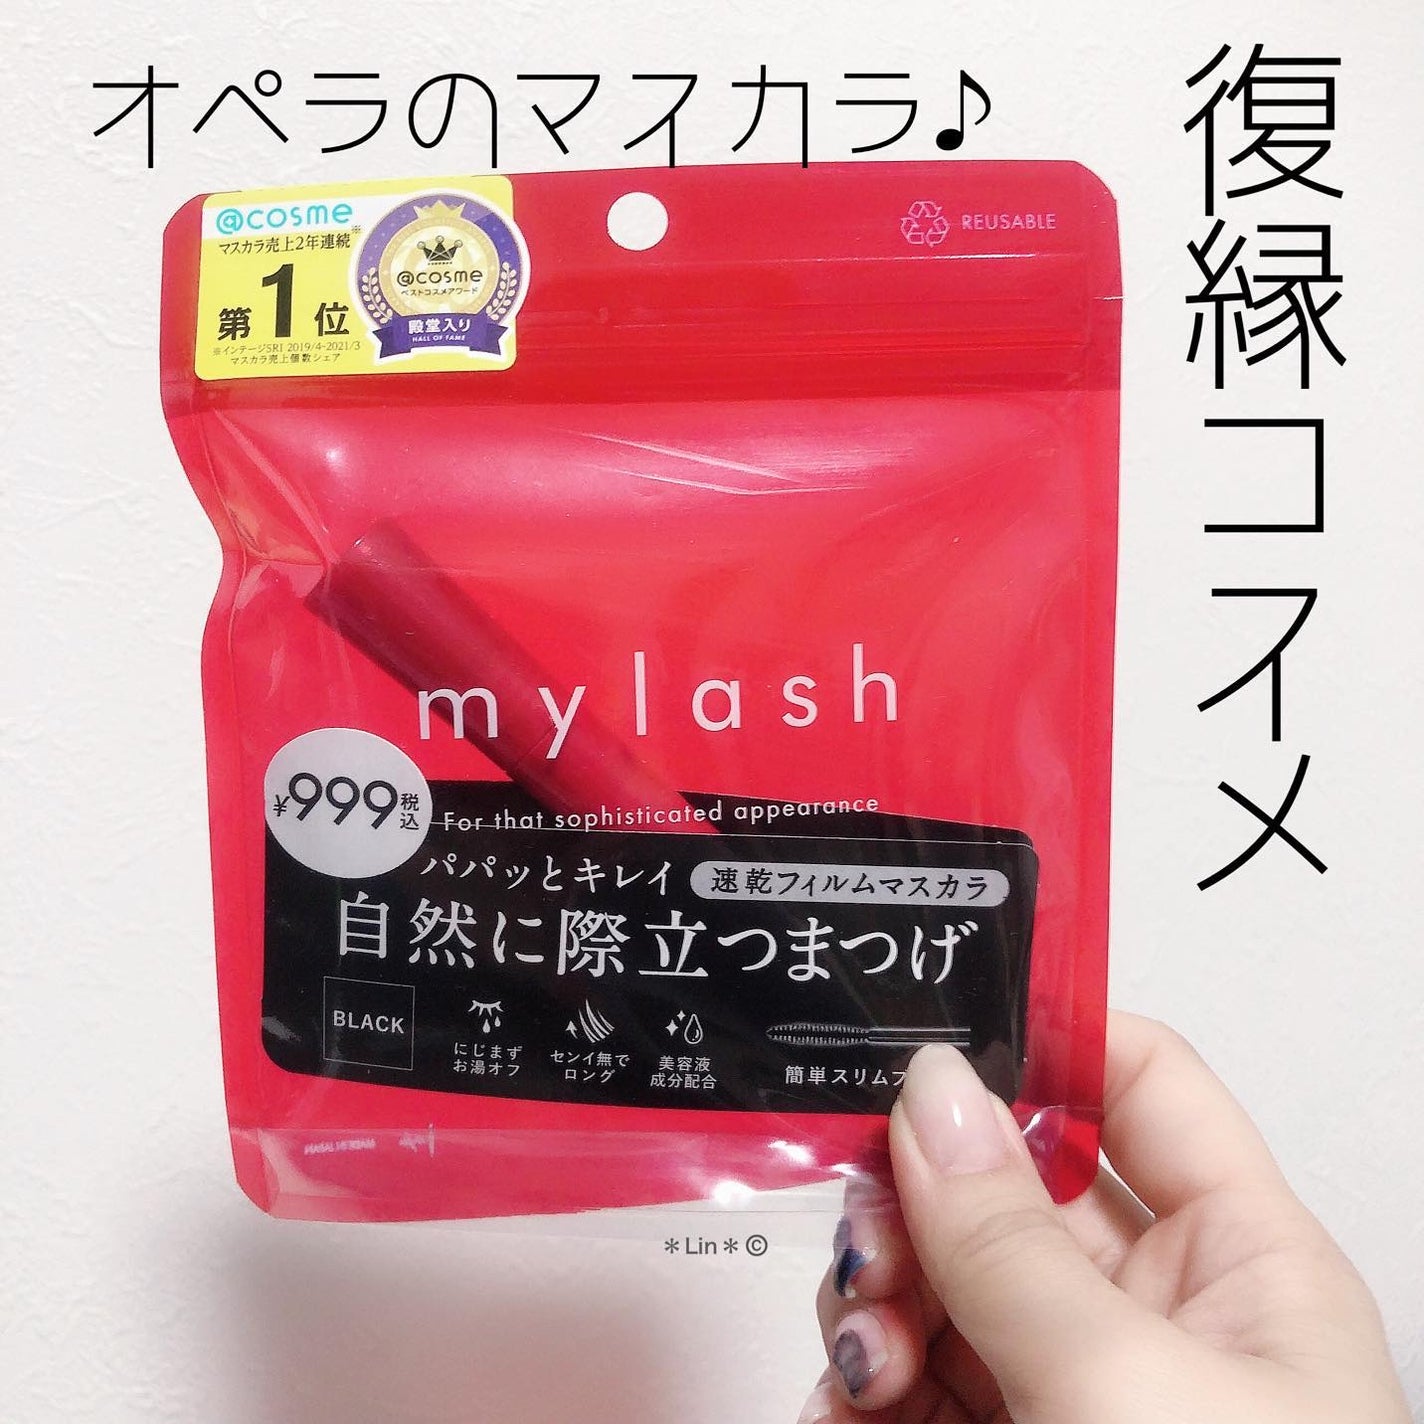 オペラのマスカラ♪
復縁コスメ
@cosme
マスカラ売上2年連続※
第1位
※インテージSRI 2019/4~2021/3
マスカラ売上個数シェア
@cosme
ベストコスメアワード
殿堂入り
HALL OF FAME
REUSABLE
mylash
¥999税込
For that sophisticated appearance
パパッとキレイ 速乾フィルムマスカラ
自然に際立つまつげ
BLACK
にじまず
お湯オフ
センイ無で
ロング
美容液
成分配合
簡単スリムブ
＊Lin＊©